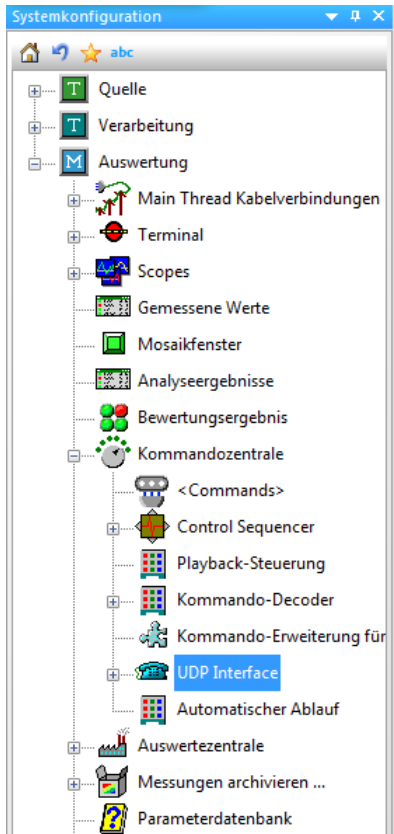 Systemkonfiguration
abc
T Quelle
T Verarbeitung
M Auswertung
Main Thread Kabelverbindungen
Terminal
Scopes
Gemessene Werte
Mosaikfenster
Analyseergebnisse
Bewertungsergebnis
Kommandozentrale
<Commands>
Control Sequencer
Playback-Steuerung
Kommando-Decoder
Kommando-Erweiterung für
UDP Interface
Automatischer Ablauf
Auswertezentrale
Messungen archivieren ...
? Parameterdatenbank